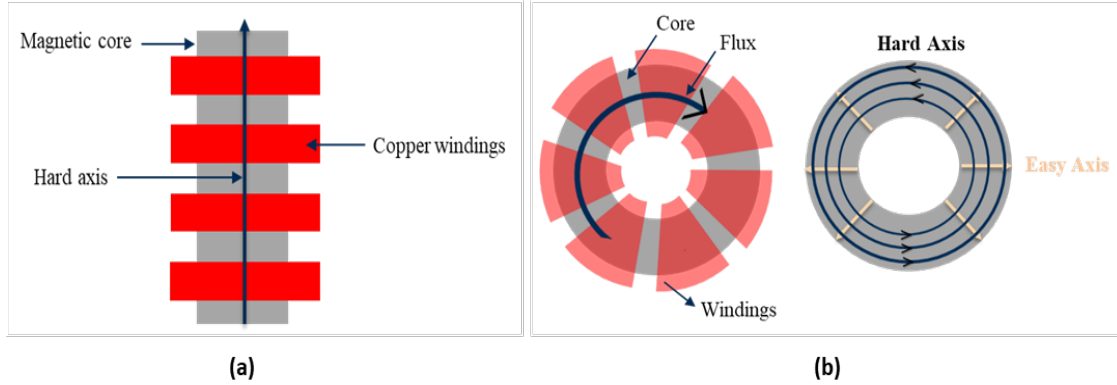 Magnetic core
Copper windings
Hard axis
(a)
Core
Flux
Windings
Hard Axis
Easy Axis
(b)